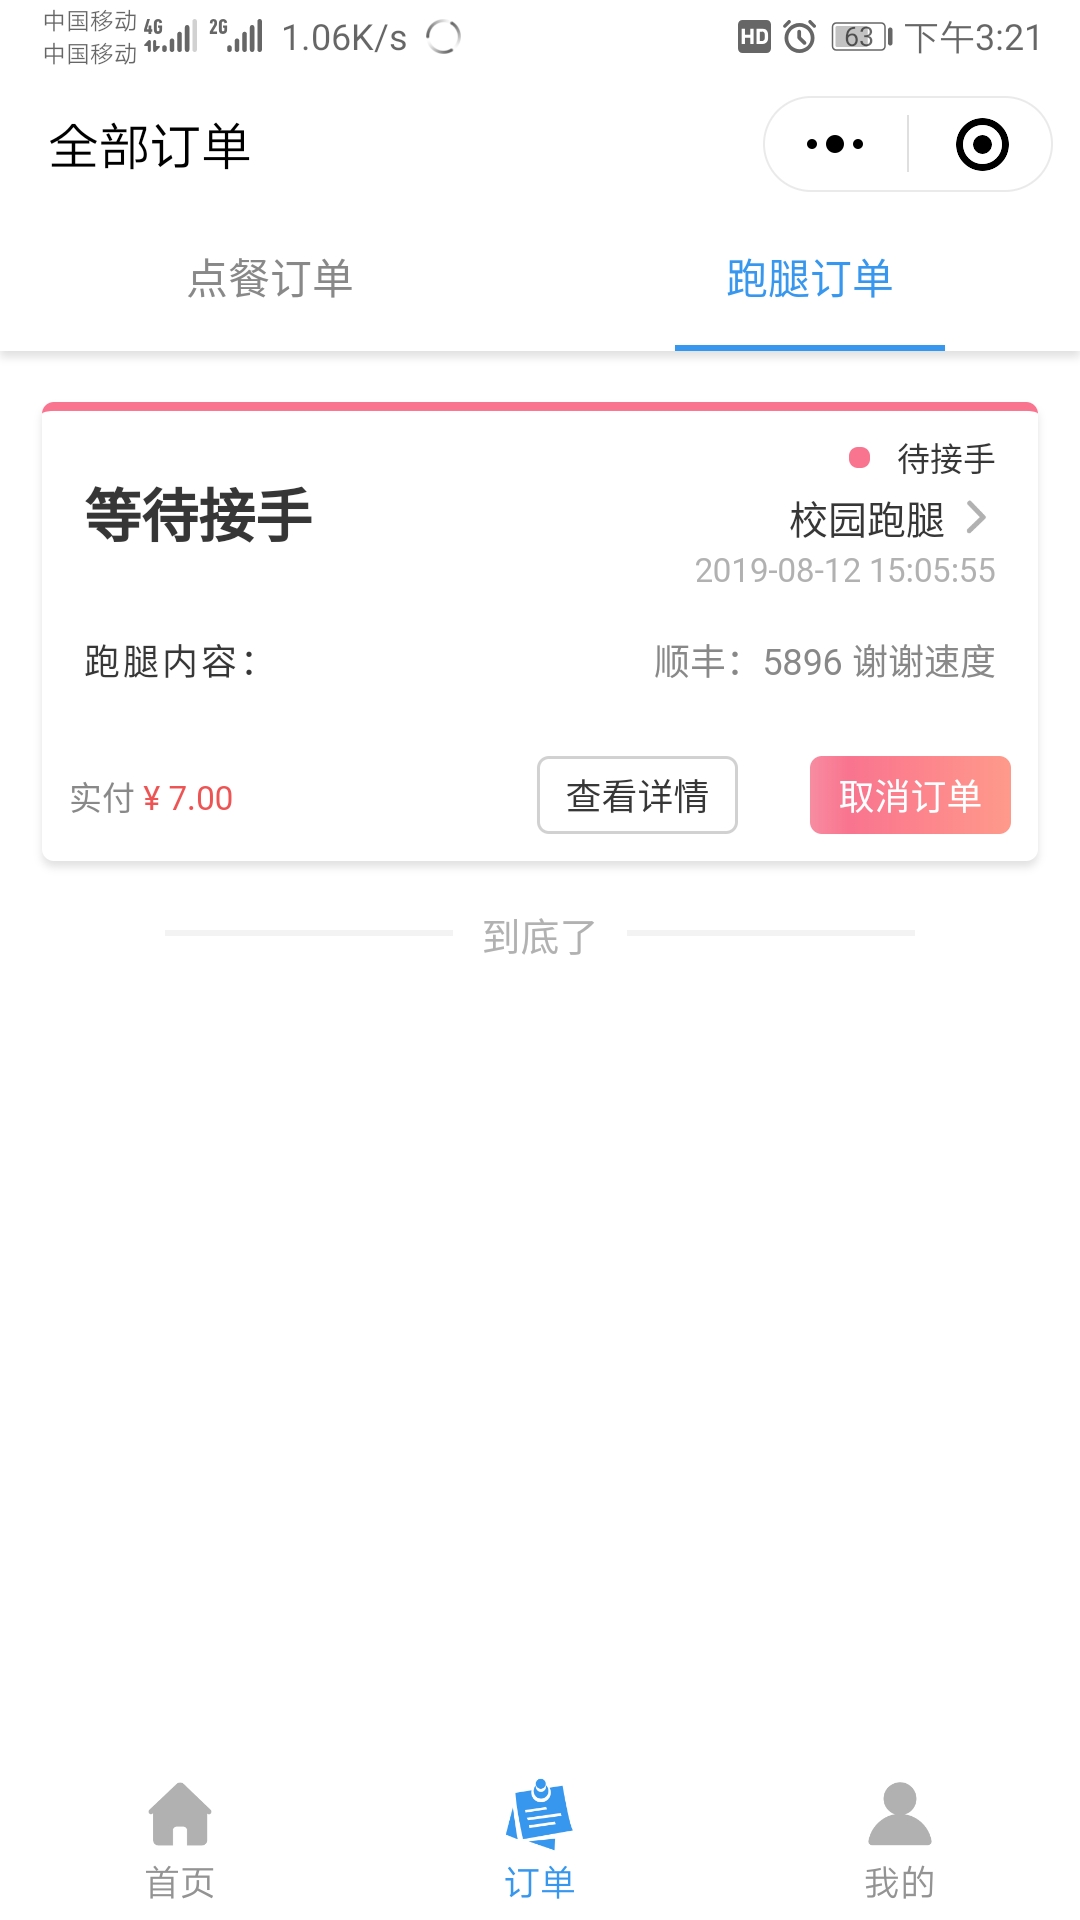 中国移动 4G 2G 1.06K/s HD 63 下午3:21
中国移动
全部订单
点餐订单 跑腿订单
待接手
等待接手
校园跑腿
2019-08-12 15:05:55
跑腿内容： 顺丰：5896 谢谢速度
实付 ¥ 7.00 查看详情 取消订单
到底了
首页 订单 我的